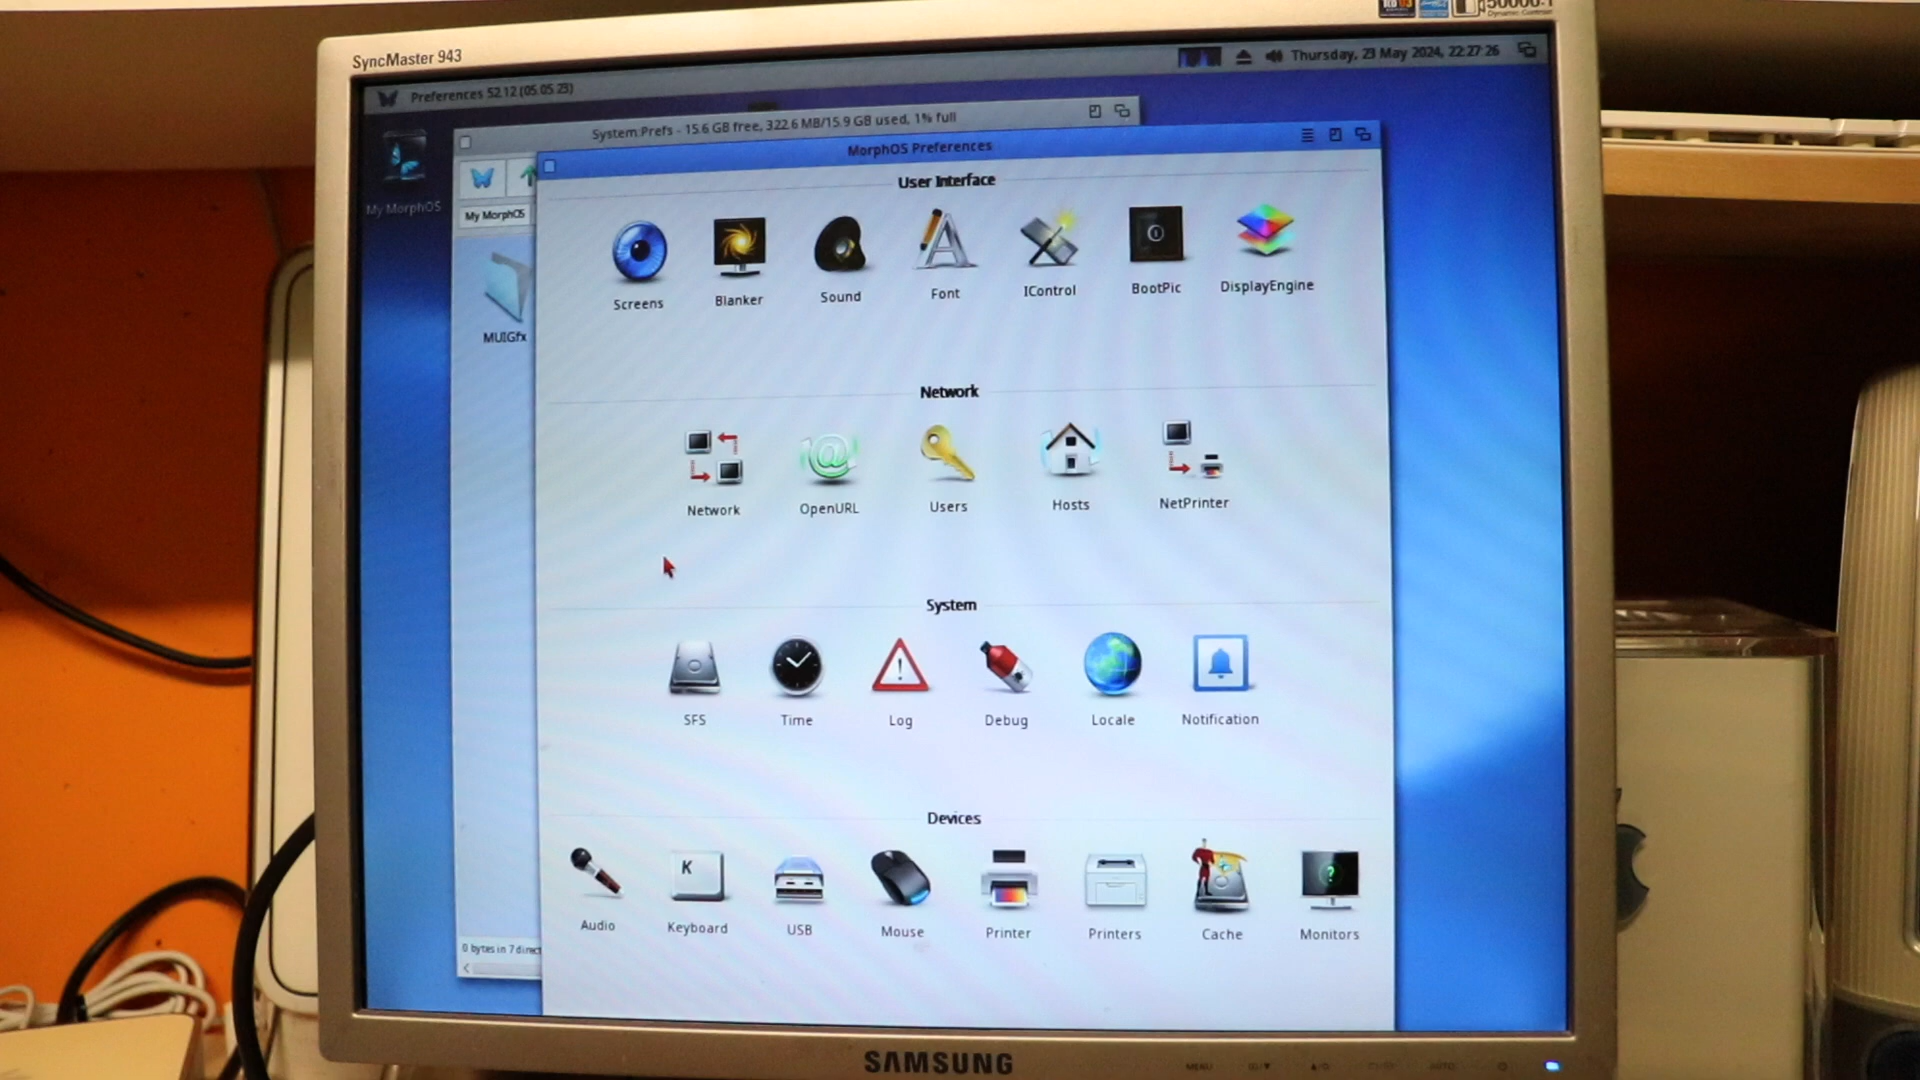 SyncMaster 943
Preferences 52.12 (05.05.23)
Thursday, 23 May 2024, 22:27:26
System:Prefs - 15.6 GB free, 322.6 MB/15.9 GB used, 1% full
MorphOS Preferences
My MorphOS
My MorphOS
MUIGfx
User Interface
Screens
Blanker
Sound
Font
IControl
BootPic
DisplayEngine
Network
Network
OpenURL
Users
Hosts
NetPrinter
System
SFS
Time
Log
Debug
Locale
Notification
Devices
K
Audio
Keyboard
USB
Mouse
Printer
Printers
Cache
Monitors
0 bytes in 7 direct
SAMSUNG
MENU